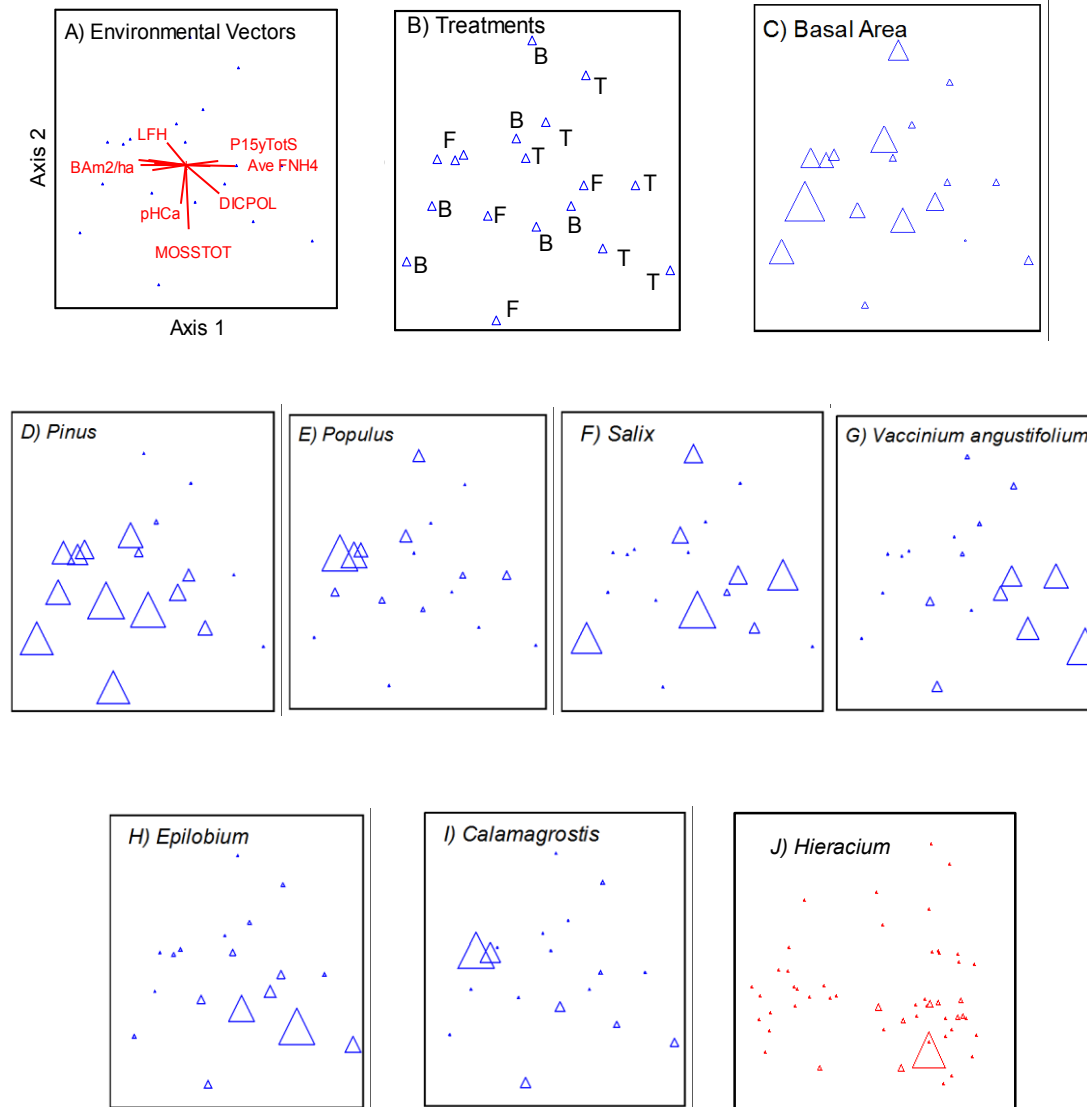 A) Environmental Vectors
LFH
P15yTotS
BAm2/ha
Ave FNH4
DICPOL
pHCa
MOSSTOT
Axis 2
Axis 1
B) Treatments
B
T
B
T
F
T
F
T
B
F
B
B
T
B
T
F
C) Basal Area
D) Pinus
E) Populus
F) Salix
G) Vaccinium angustifolium
H) Epilobium
I) Calamagrostis
J) Hieracium